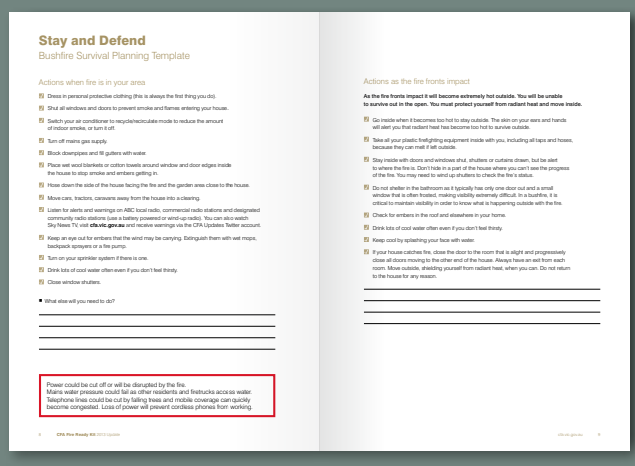 Stay and Defend
Bushfire Survival Planning Template
Actions when fire is in your area
Dress in personal protective clothing (this is always the first thing you do).
Shut all windows and doors to prevent smoke and flames entering your house.
Switch your air conditioner to recycle/recirculate mode to reduce the amount
of indoor smoke, or turn it off.
Turn off mains gas supply.
Block downpipes and fill gutters with water.
Place wet wool blankets or cotton towels around window and door edges inside
the house to stop smoke and embers getting in.
Hose down the side of the house facing the fire and the garden area close to the house.
Move cars, tractors, caravans away from the house into a clearing.
Listen for alerts and warnings on ABC local radio, commercial radio stations and designated
community radio stations (use a battery powered or wind-up radio). You can also watch
Sky News TV, visit cfa.vic.gov.au and receive warnings via the CFA Updates Twitter account
Keep an eye out for embers that the wind may be carrying. Extinguish them with wet mops,
backpack sprayers or a fire pump.
Turn on your sprinkler system if there is one.
Drink lots of cool water often even if you don't feel thirsty.
Close window shutters.
What else will you need to do?
Power could be cut off or will be disrupted by the fire.
Mains water pressure could fail as other residents and firetrucks access water.
Telephone lines could be cut by falling trees and mobile coverage can quickly
become congested. Loss of power will prevent cordless phones from working.
CFA Fire Ready Kit
Actions as the fire fronts impact
As the fire fronts impact it will become extremely hot outside. You will be unable
to survive out in the open. You must protect yourself from radiant heat and move inside.
Go inside when it becomes too hot to stay outside. The skin on your ears and hands
will alert you that radiant heat has become too hot to survive outside.
Take all your plastic firefighting equipment inside with you, including all taps and hoses,
because they can melt if left outside.
Stay inside with doors and windows shut, shutters or curtains drawn, but be alert
to where the fire is. Don't hide in a part of the house where you can't see the progress
of the fire. You may need to wind up shutters to check the fire's status.
Do not shelter in the bathroom as it typically has only one door out and a small
window that is often frosted, making visibility extremely difficult. In a bushfire, it is
critical to maintain visibility in order to know what is happening outside with the fire.
Check for embers in the roof and elsewhere in your home.
Drink lots of cool water often even if you don't feel thirsty.
Keep cool by splashing your face with water.
If your house catches fire, close the door to the room that is alight and progressively
close all doors moving to the other end of the house. Always have an exit from each
room. Move outside, shielding yourself from radiant heat, when you can. Do not return
to the house for any reason.